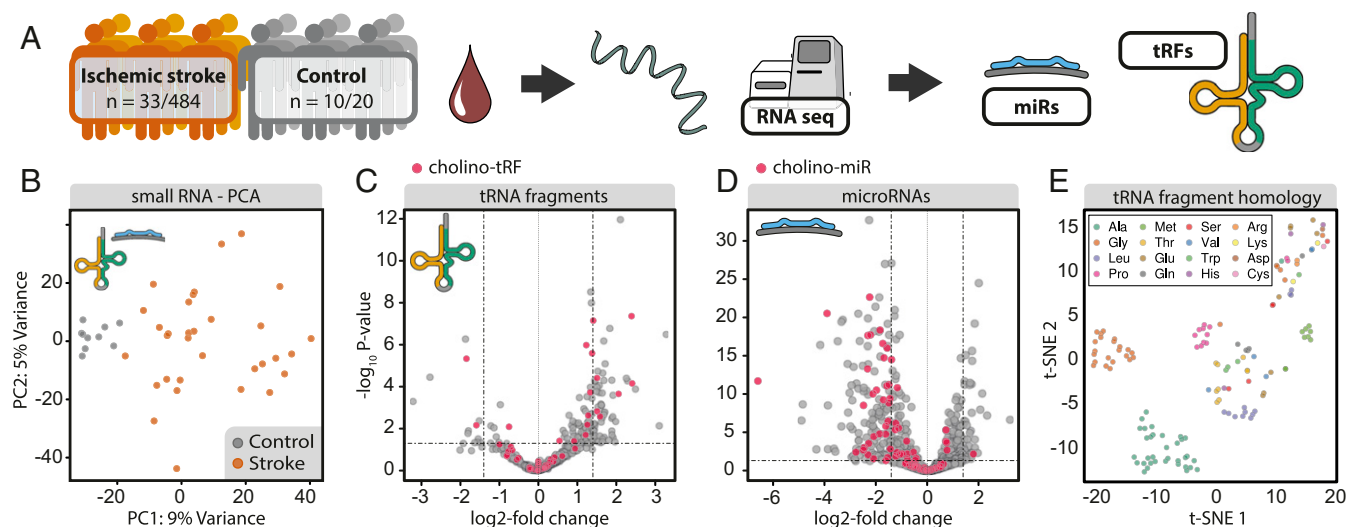 A
Ischemic stroke
n = 33/484
Control
n = 10/20
RNA seq
miRs
tRFs
B
small RNA - PCA
PC2: 5% Variance
20
0
-20
-40
Control
Stroke
-20 0 20 40
PC1: 9% Variance
C
cholino-tRF
tRNA fragments
-log10 P-value
12
10
8
6
4
2
0
-3 -2 -1 0 1 2 3
log2-fold change
D
cholino-miR
microRNAs
30
25
20
15
10
5
0
-6 -4 -2 0 2
log2-fold change
E
tRNA fragment homology
Ala Met Ser Arg
Gly Thr Val Lys
Leu Glu Trp Asp
Pro Gln His Cys
t-SNE 2
15
10
5
0
-5
-10
-20 -10 0 10 20
t-SNE 1